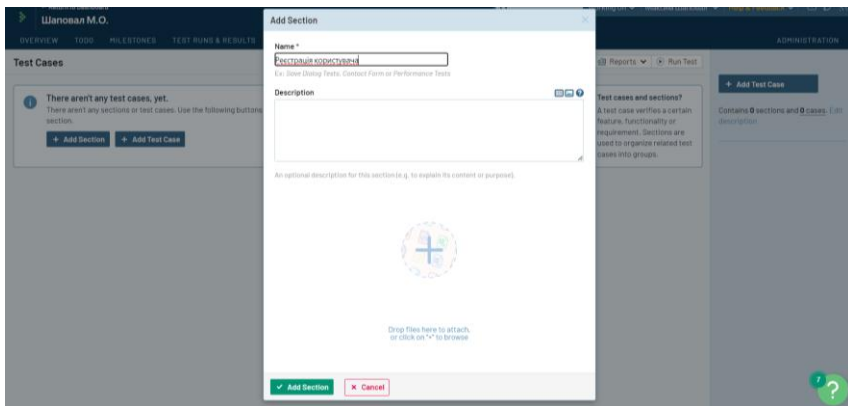 Шаповал М.О.
Add Section
OVERVIEW TODO MILESTONES TEST RUNS & RESULTS
ADMINISTRATION
Test Cases
Name *
Реєстрація користувача
Ex: Save Dialog Tests, Contact Form or Performance Tests
Description
Reports Run Test
+ Add Test Case
There aren't any test cases, yet.
There aren't any sections or test cases. Use the following buttons
section.
+ Add Section + Add Test Case
Test cases and sections?
A test case verifies a certain
feature, functionality or
requirement. Sections are
used to organize related test
cases into groups.
Contains 0 sections and 0 cases. Edit
description
An optional description for this section (e.g. to explain its content or purpose).
Drop files here to attach,
or click on "+" to browse
Add Section Cancel
7
?